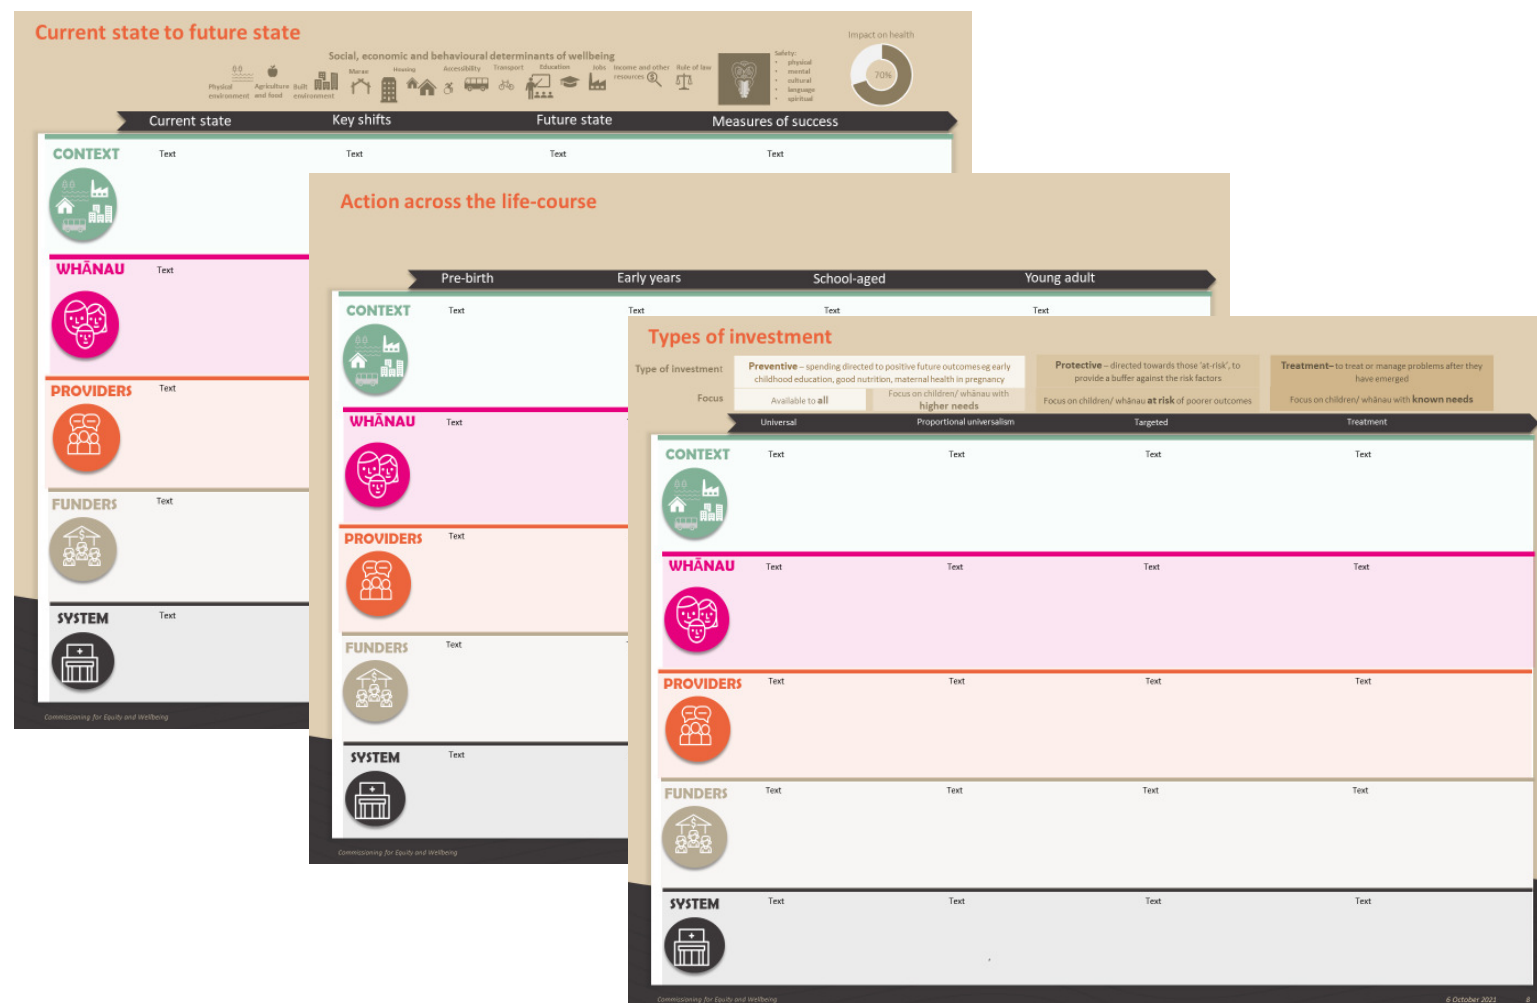 Current state to future state
Impact on health
70%
Social, economic and behavioural determinants of wellbeing
Physical environment
Agriculture and food
Built environment
Marae
Housing
Accessibility
Transport
Education
Jobs
Income and other resources
Rule of law
Safety:
• physical
• mental
• cultural
• language
• spiritual
Current state Key shifts Future state Measures of success
CONTEXT Text Text Text Text
WHĀNAU Text
PROVIDERS Text
FUNDERS Text
SYSTEM Text
Commissioning for Equity and Wellbeing
Action across the life-course
Pre-birth Early years School-aged Young adult
CONTEXT Text Text Text Text
WHĀNAU Text
PROVIDERS Text
FUNDERS Text
SYSTEM Text
Commissioning for Equity and Wellbeing
Types of investment
Type of investment
Preventive – spending directed to positive future outcomes eg early
childhood education, good nutrition, maternal health in pregnancy
Protective – directed towards those 'at-risk', to
provide a buffer against the risk factors
Treatment– to treat or manage problems after they
have emerged
Focus
Available to all
Focus on children/ whānau with
higher needs
Focus on children/ whānau at risk of poorer outcomes
Focus on children/ whānau with known needs
Universal Proportional universalism Targeted Treatment
CONTEXT Text Text Text Text
WHĀNAU Text Text Text Text
PROVIDERS Text Text Text Text
FUNDERS Text Text Text Text
SYSTEM Text Text Text Text
Commissioning for Equity and Wellbeing
6 October 2021 8